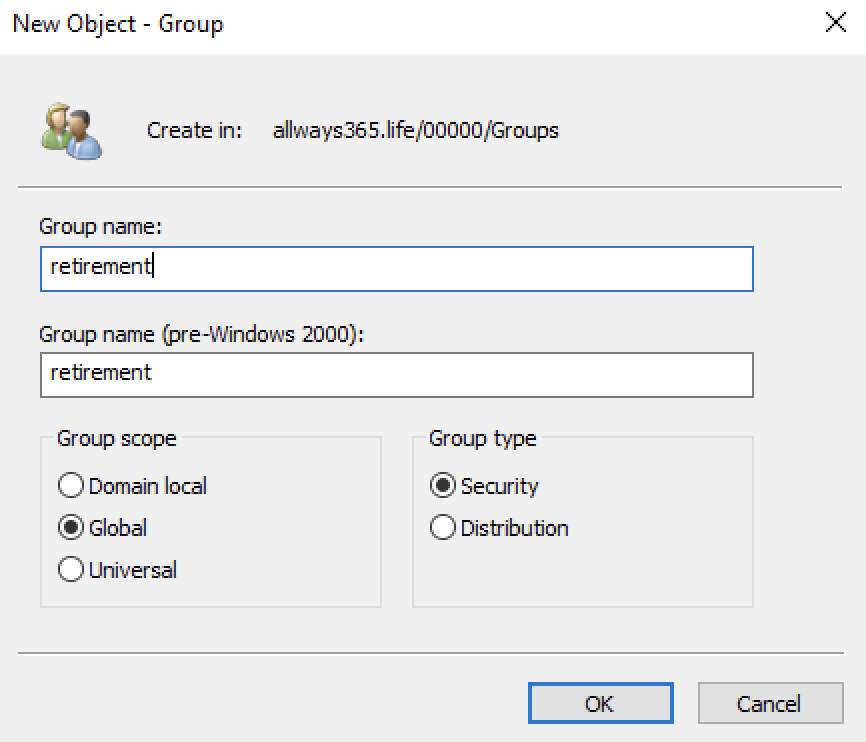 New Object - Group
Create in: allways365.life/00000/Groups
Group name:
retirement
Group name (pre-Windows 2000):
retirement
Group scope
Domain local
Global
Universal
Group type
Security
Distribution
OK
Cancel